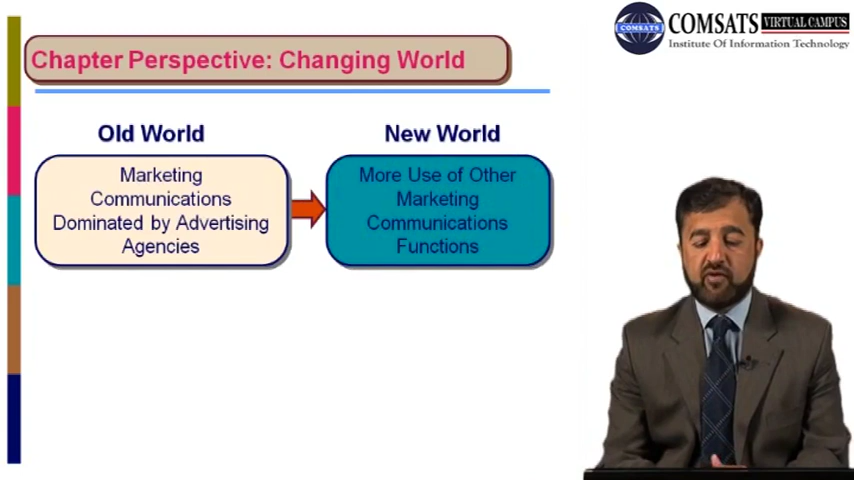 COMSATS VIRTUAL CAMPUS
COMSATS
Institute Of Information Technology
Chapter Perspective: Changing World
Old World
New World
Marketing
Communications
Dominated by Advertising
Agencies
More Use of Other
Marketing
Communications
Functions